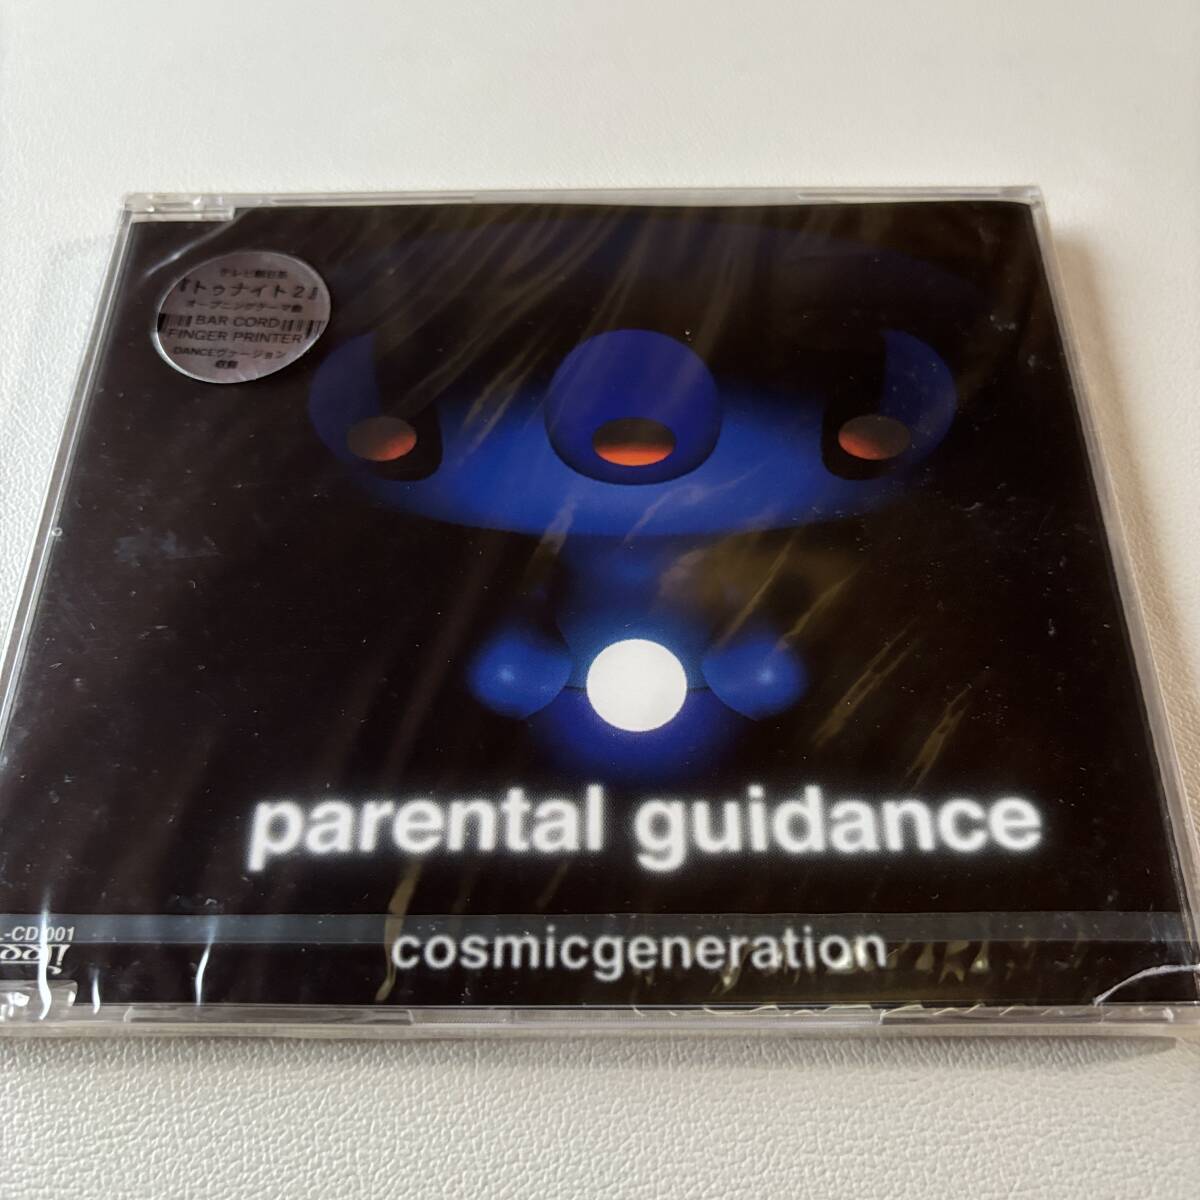 テレビ朝日系
『トゥナイト2』
オープニングテーマ曲
BAR CORD
FINGER PRINTER
DANCEヴァージョン
収録
parental guidance
-CD 001
cosmicgeneration